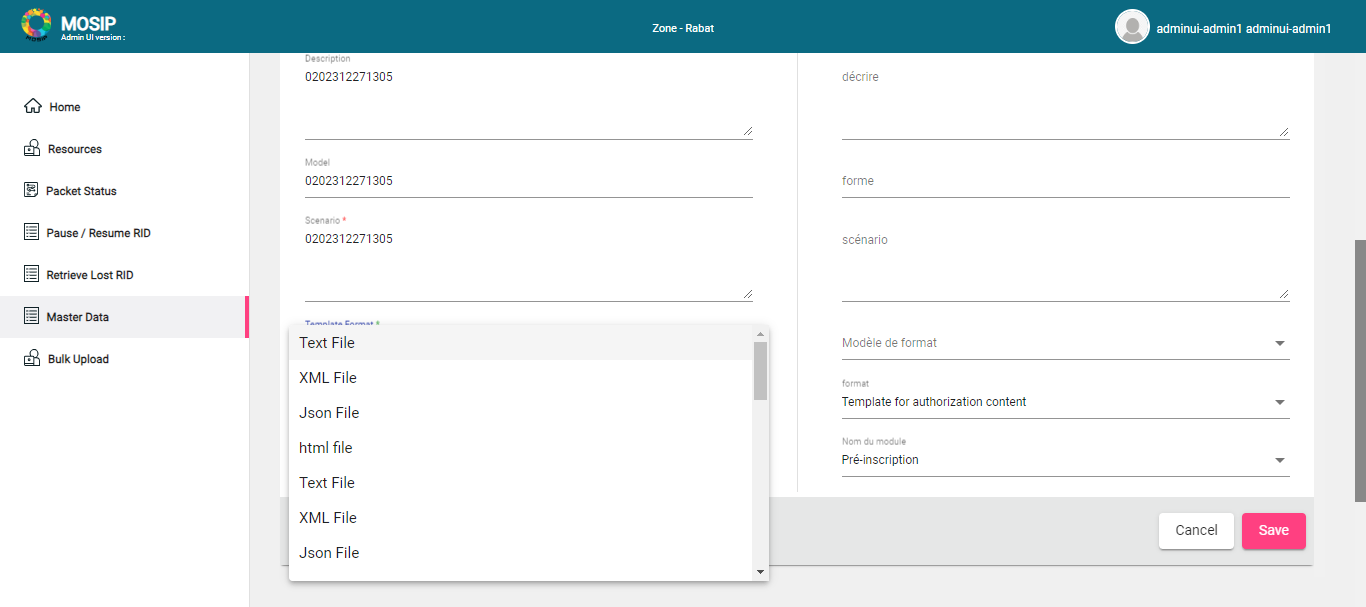 MOSIP
Admin UI version :
Zone - Rabat
adminui-admin1 adminui-admin1
Home
Resources
Packet Status
Pause / Resume RID
Retrieve Lost RID
Master Data
Bulk Upload
Description
0202312271305
Model
0202312271305
Scenario *
0202312271305
Template Format *
Text File
XML File
Json File
html file
Text File
XML File
Json File
décrire
forme
scénario
Modèle de format
format
Template for authorization content
Nom du module
Pré-inscription
Cancel
Save